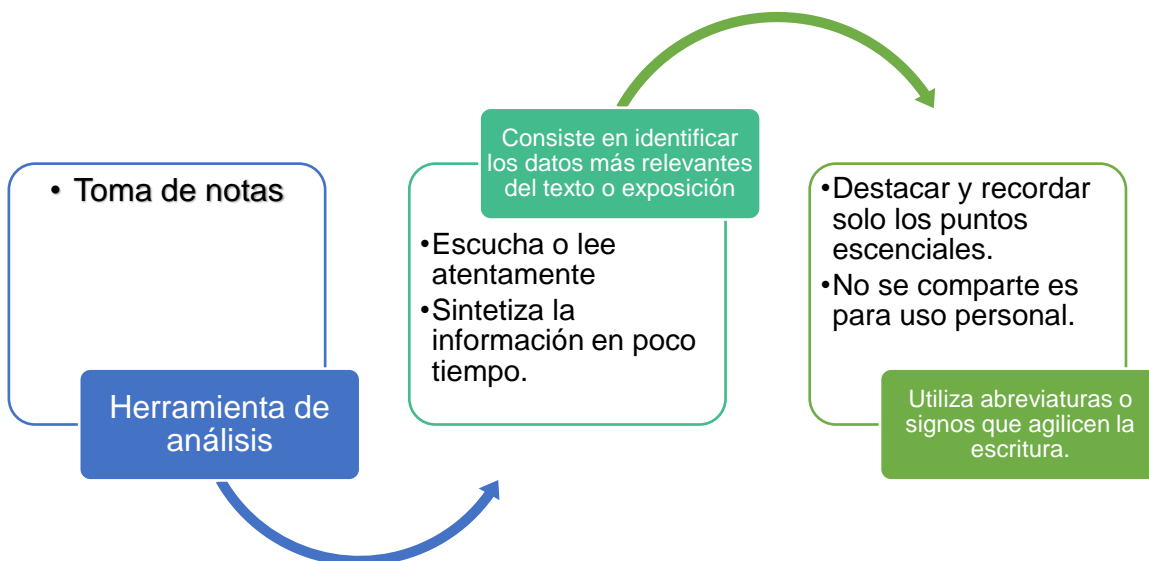 • Toma de notas
Herramienta de
análisis
Consiste en identificar
los datos más relevantes
del texto o exposición
•Escucha o lee
atentamente
•Sintetiza la
información en poco
tiempo.
•Destacar y recordar
solo los puntos
escenciales.
•No se comparte es
para uso personal.
Utiliza abreviaturas o
signos que agilicen la
escritura.